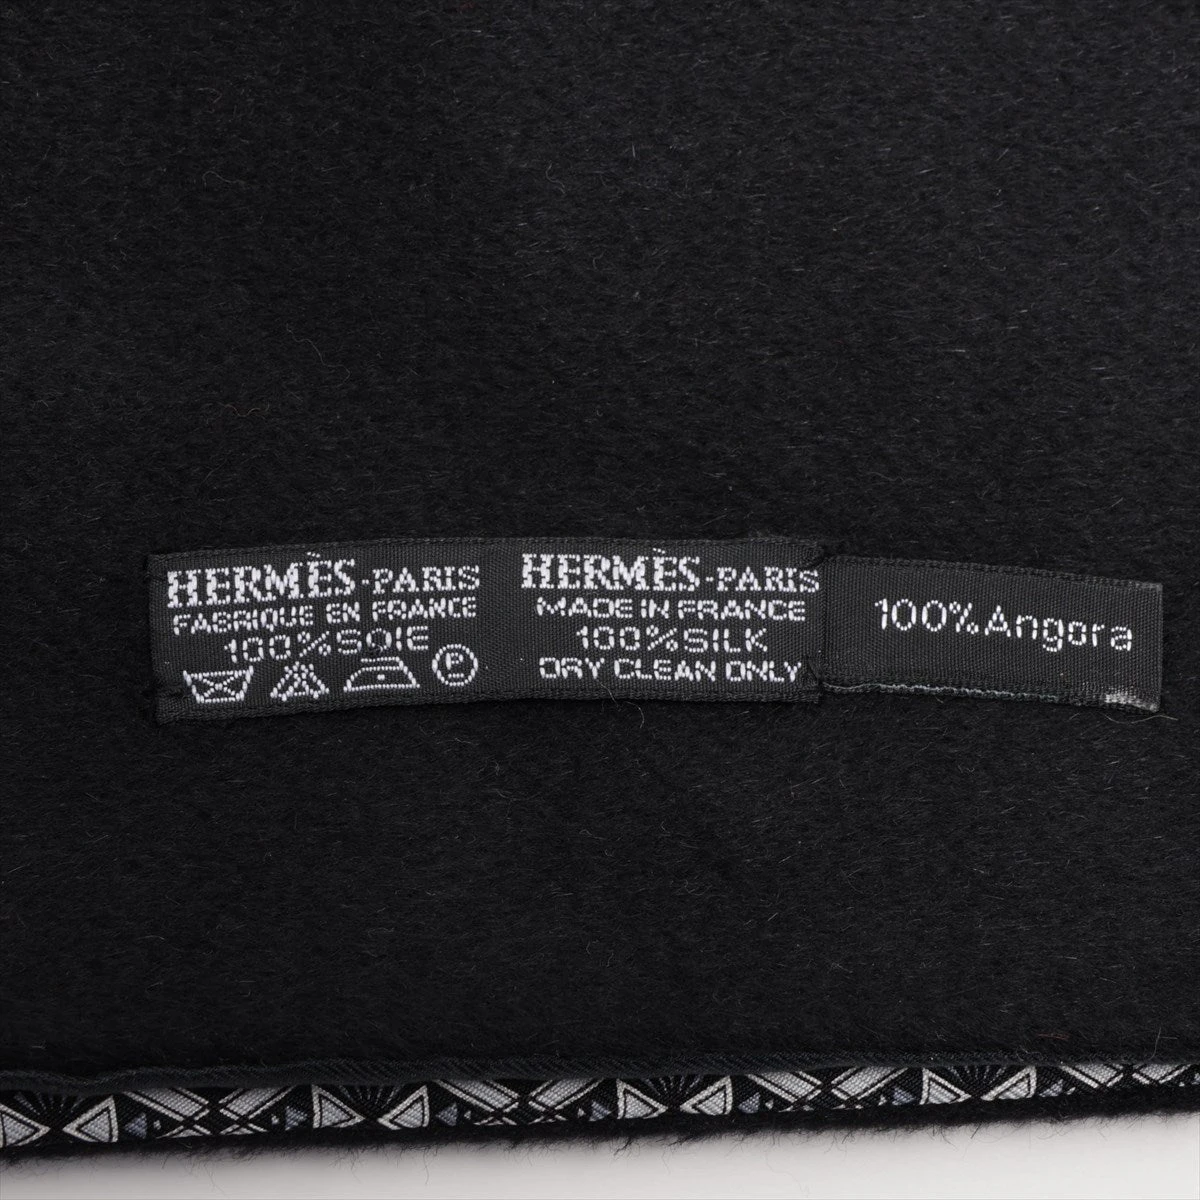 HERMÈS-PARIS
FABRIQUE EN FRANCE
100% SOIE
P
HERMÈS-PARIS
MADE IN FRANCE
100% SILK
DRY CLEAN ONLY
100% Angora